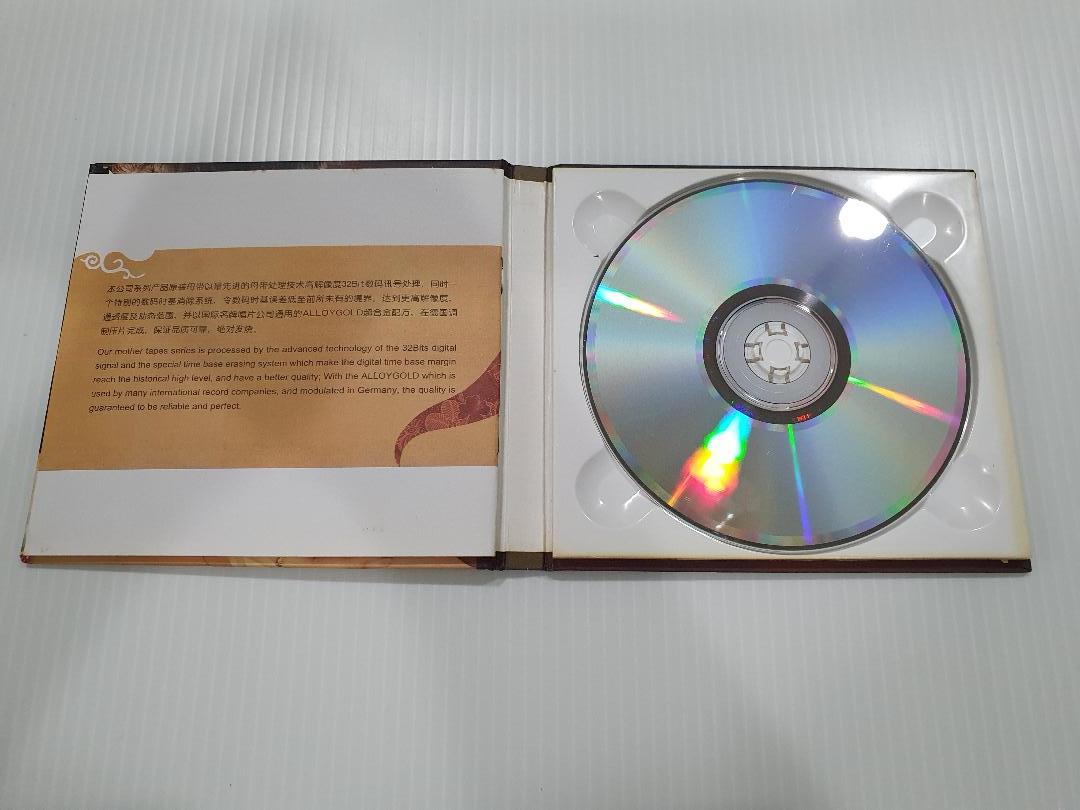 本公司系列产品原装母带以最先进的母带处理技术高解像度32Bit数码讯号处理，同时一
个特别的数码时基消除系统，令数码时基误差低至前所未有的境界，达到更高解像度，
通透度及动态范围，并以国际名牌唱片公司通用的ALLOYGOLD超合金配方，在德国调
制压片完成，保证品质可靠，绝对发烧。
Our mother tapes series is processed by the advanced technology of the 32Bits digital
signal and the special time base erasing system which make the digital time base margin
reach the historical high level, and have a better quality; With the ALLOYGOLD which is
used by many international record companies, and modulated in Germany, the quality is
guaranteed to be reliable and perfect.